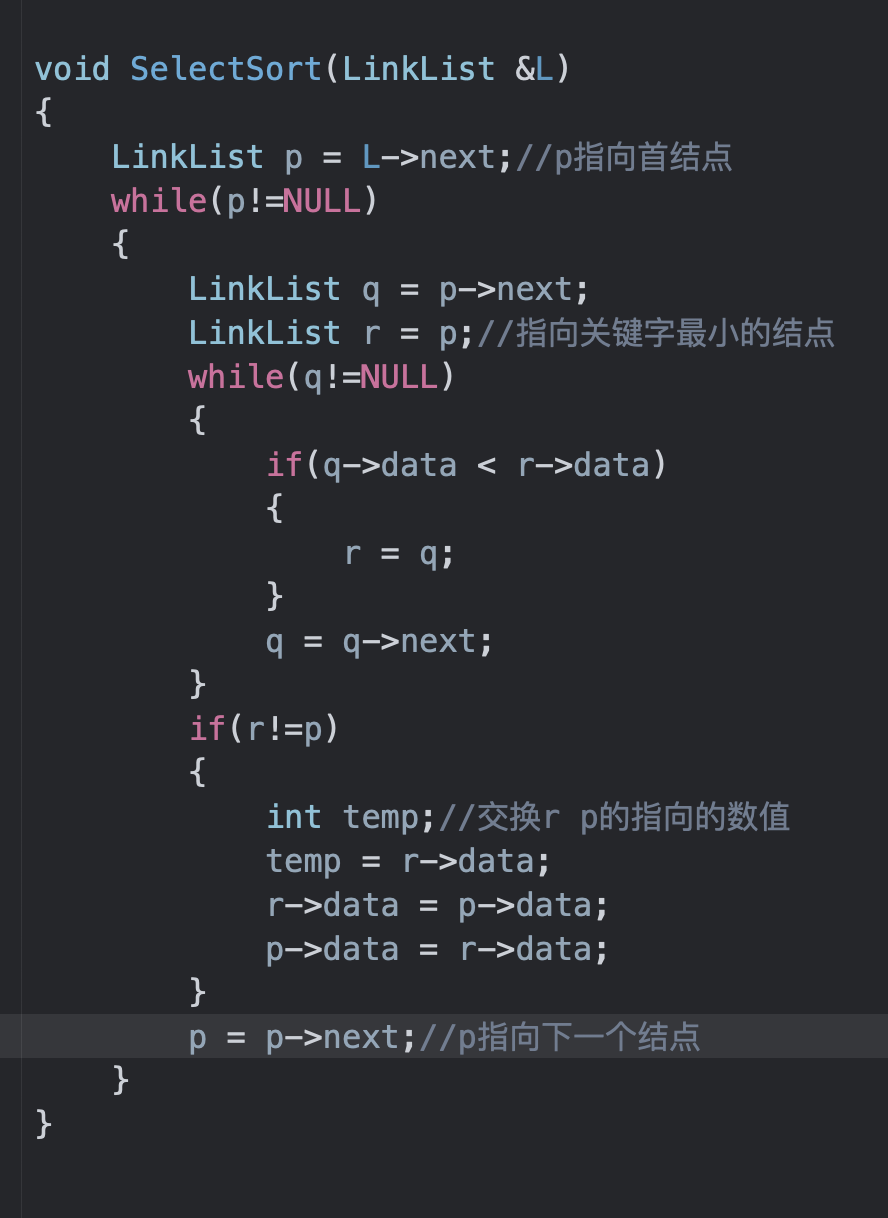 void SelectSort(LinkList &L)
{
    LinkList p = L->next;//p指向首结点
    while(p!=NULL)
    {
        LinkList q = p->next;
        LinkList r = p;//指向关键字最小的结点
        while(q!=NULL)
        {
            if(q->data < r->data)
            {
                r = q;
            }
            q = q->next;
        }
        if(r!=p)
        {
            int temp;//交换r p的指向的数值
            temp = r->data;
            r->data = p->data;
            p->data = r->data;
        }
        p = p->next;//p指向下一个结点
    }
}